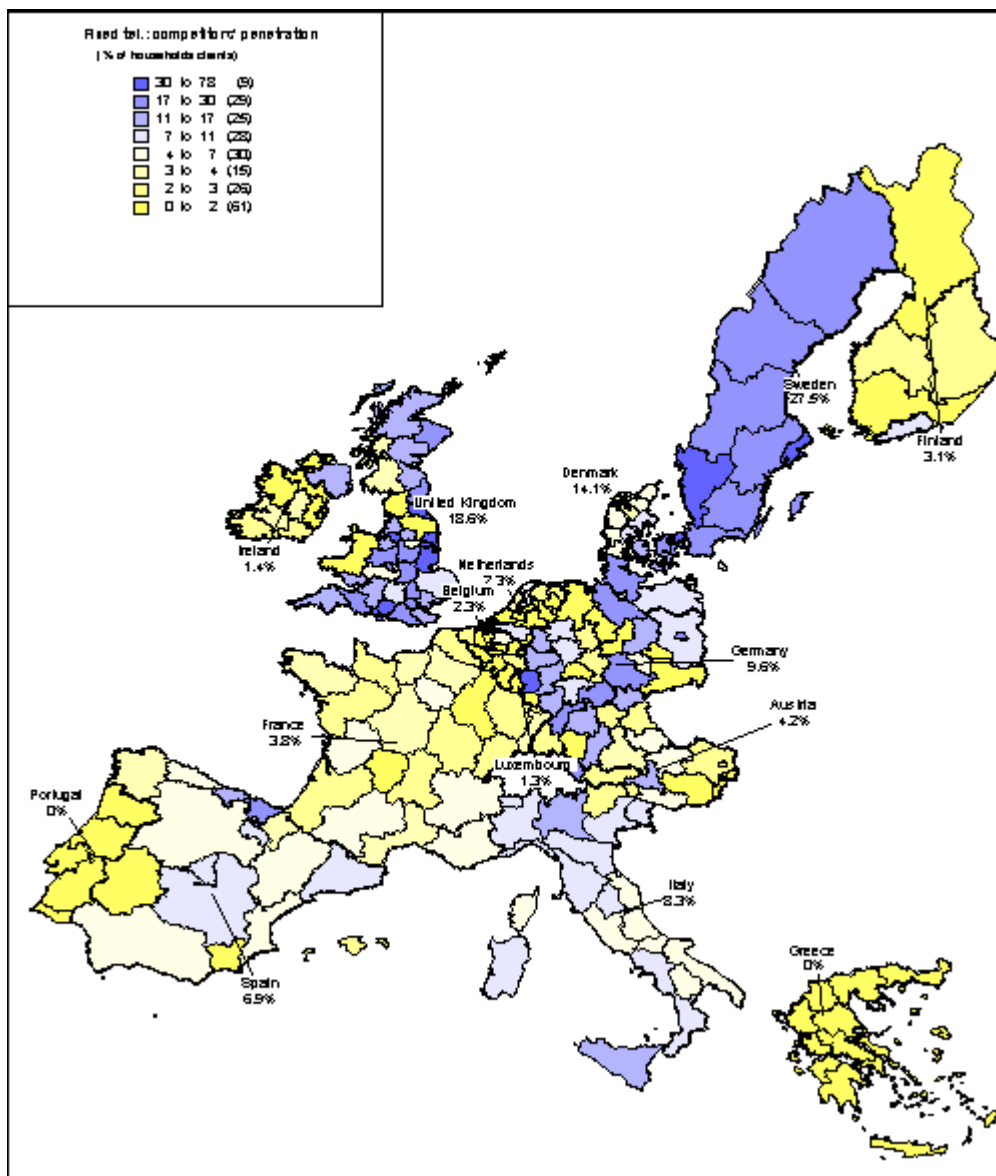 Fixed tel.: competitors' penetration
(% of households clients)
30 to 78 (9)
17 to 30 (29)
11 to 17 (25)
7 to 11 (28)
4 to 7 (30)
3 to 4 (15)
2 to 3 (26)
0 to 2 (61)
Sweden
27.5%
Finland
3.1%
Denmark
14.1%
United Kingdom
18.6%
Ireland
1.4%
Netherlands
7.3%
Belgium
2.3%
Germany
9.6%
Austria
4.2%
France
3.8%
Luxembourg
1.3%
Portugal
0%
Italy
8.3%
Spain
6.9%
Greece
0%